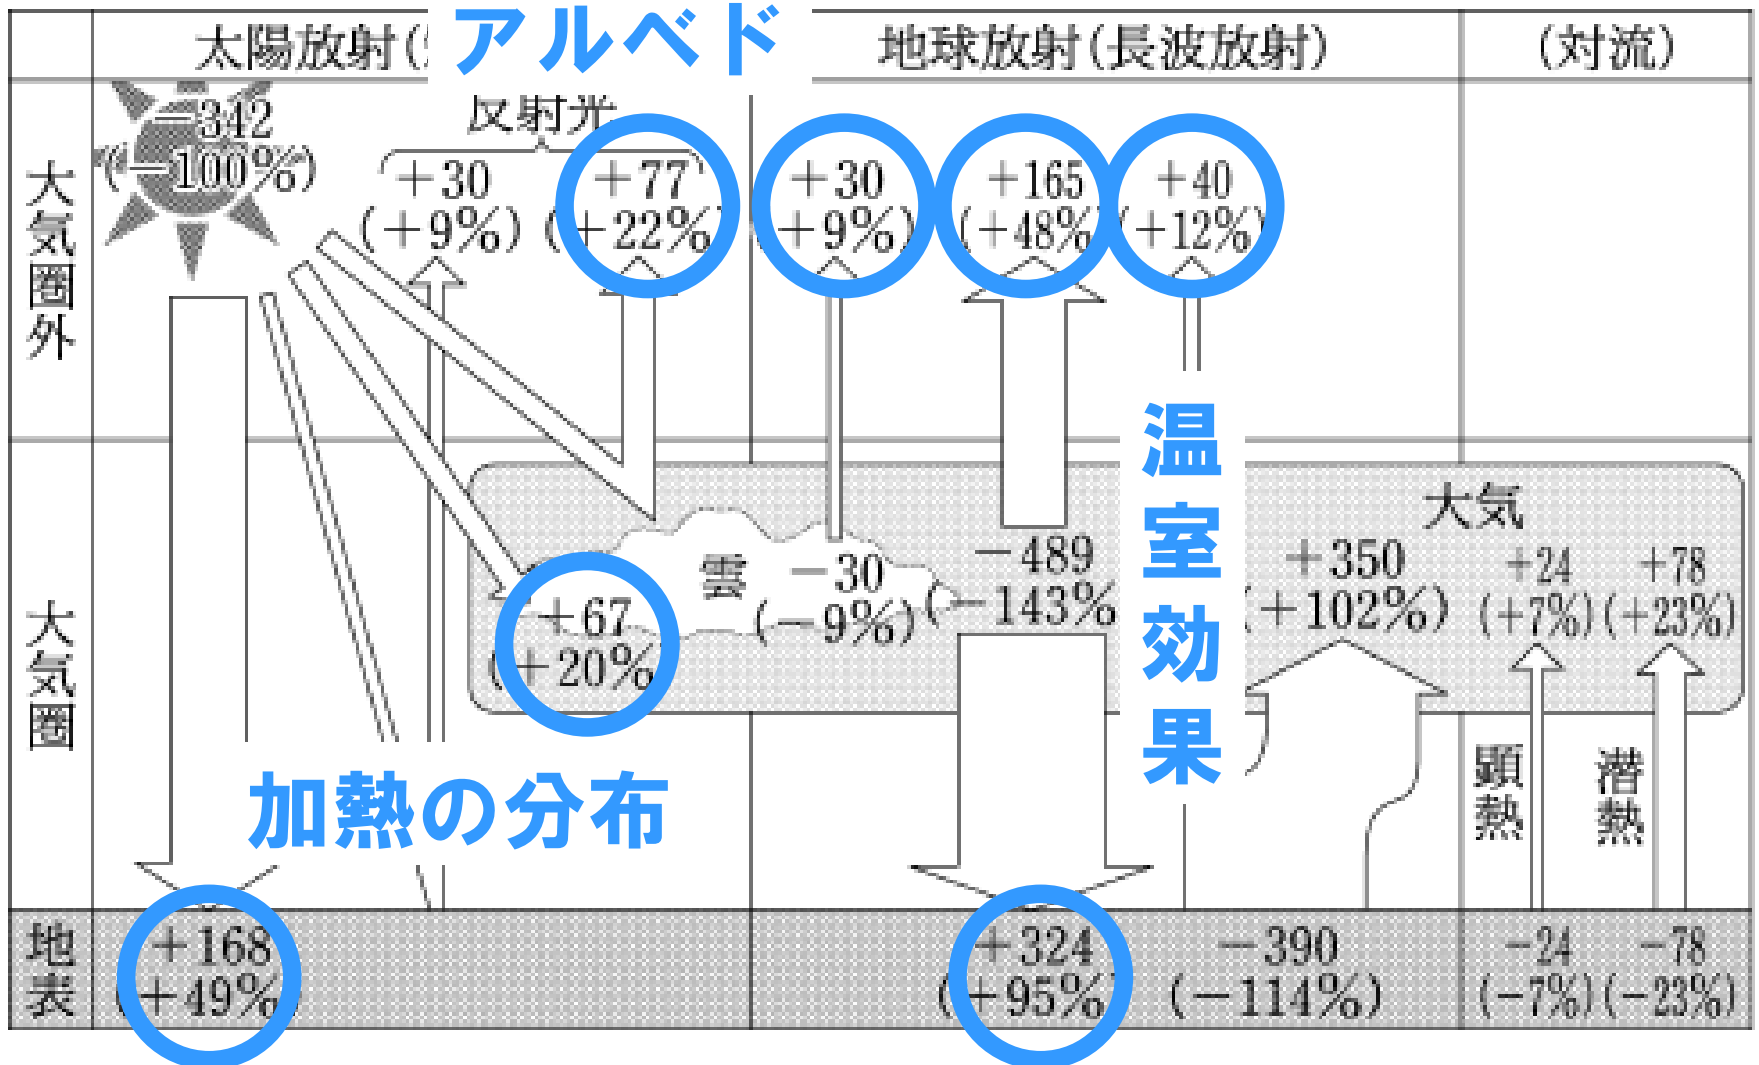 アルベド
太陽放射(
地球放射(長波放射)
(対流)
-342
(-100%)
反射光
+30
(+9%)
+77
(+22%)
+30
(+9%)
+165
(+48%)
+40
(+12%)
大気圏外
温室効果
大気
雲
-30
(-9%)
-489
(-143%
+350
(+102%)
+24
(+7%)
+78
(+23%)
+67
(+20%)
大気圏
顕熱
潜熱
加熱の分布
地表
+168
(+49%)
+324
(+95%)
-390
(-114%)
-24
(-7%)
-78
(-23%)